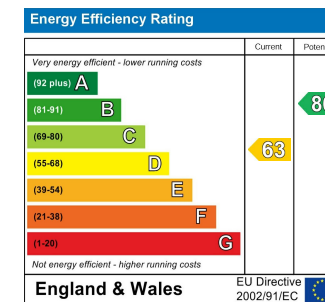 Energy Efficiency Rating
Current
Very energy efficient - lower running costs
(92 plus) A
(81-91) B
(69-80) C
(55-68) D
(39-54) E
(21-38) F
(1-20) G
63
Not energy efficient - higher running costs
England & Wales
EU Directive
2002/91/EC